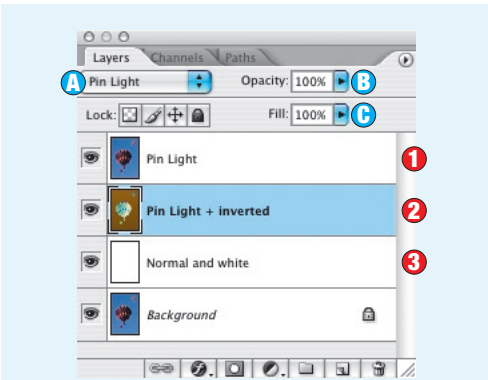 Layers Channels Paths
A Pin Light Opacity: 100% B
Lock: Fill: 100% C
Pin Light 1
Pin Light + inverted 2
Normal and white 3
Background